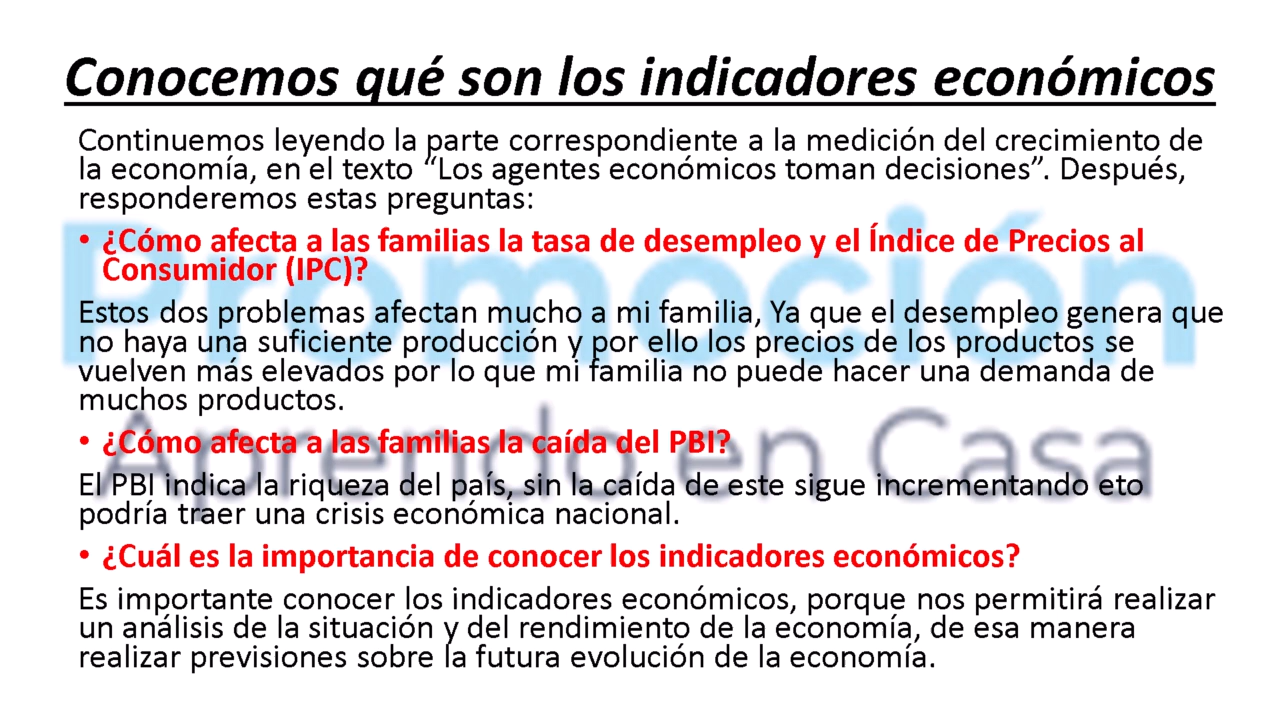 Conocemos qué son los indicadores económicos
Continuemos leyendo la parte correspondiente a la medición del crecimiento de
la economía, en el texto “Los agentes económicos toman decisiones”. Después,
responderemos estas preguntas:
• ¿Cómo afecta a las familias la tasa de desempleo y el Índice de Precios al
Consumidor (IPC)?
Estos dos problemas afectan mucho a mi familia, Ya que el desempleo genera que
no haya una suficiente producción y por ello los precios de los productos se
vuelven más elevados por lo que mi familia no puede hacer una demanda de
muchos productos.
• ¿Cómo afecta a las familias la caída del PBI?
El PBI indica la riqueza del país, sin la caída de este sigue incrementando eto
podría traer una crisis económica nacional.
• ¿Cuál es la importancia de conocer los indicadores económicos?
Es importante conocer los indicadores económicos, porque nos permitirá realizar
un análisis de la situación y del rendimiento de la economía, de esa manera
realizar previsiones sobre la futura evolución de la economía.
Promoción
Aprendo en Casa